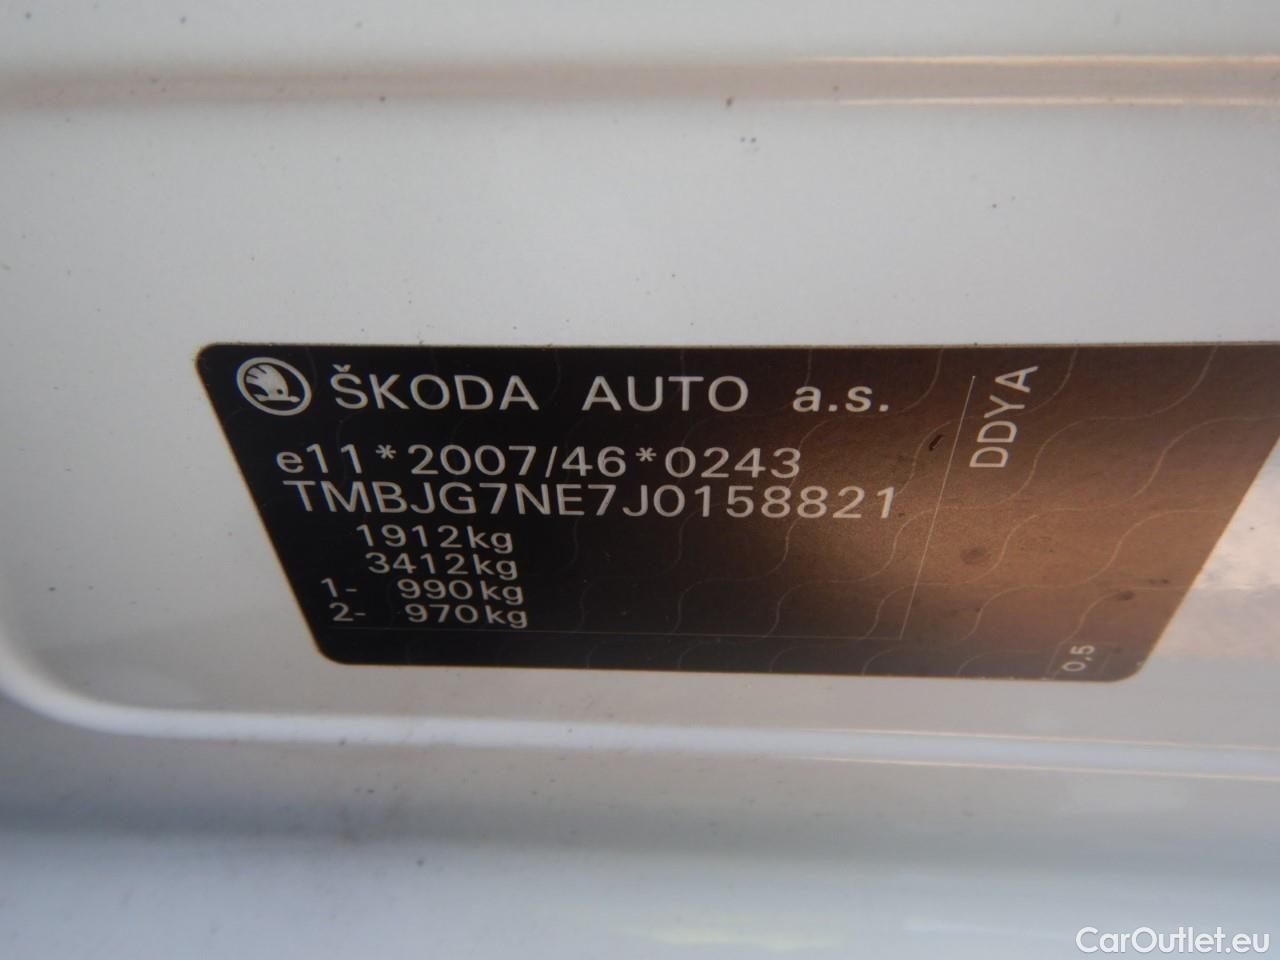 ŠKODA AUTO a.s.
e11*2007/46*0243
TMBJG7NE7J0158821
1912kg
3412kg
1- 990kg
2- 970kg
DDYA
0,5
CarOutlet.eu